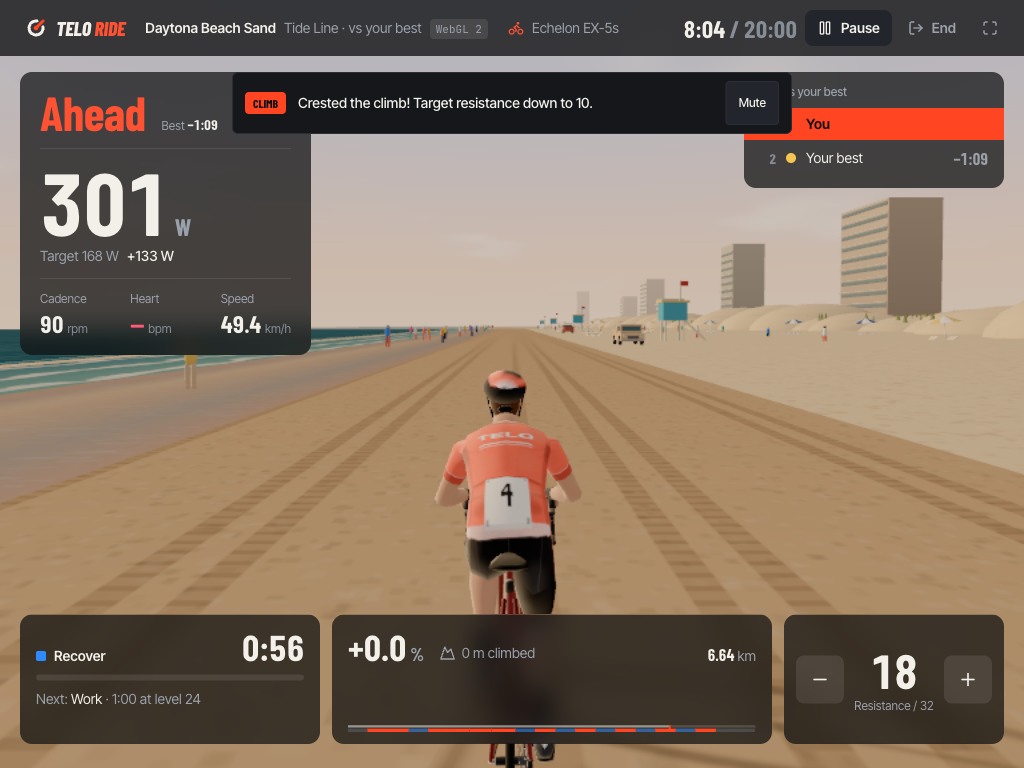 TELO RIDE Daytona Beach Sand Tide Line · vs your best WebGL 2 Echelon EX-5s 8:04 / 20:00 Pause End
CLIMB Crested the climb! Target resistance down to 10. Mute
Ahead Best −1:09
301 W
Target 168 W +133 W
Cadence Heart Speed
90 rpm – bpm 49.4 km/h
s your best
You
2 Your best −1:09
TELO
4
Recover 0:56
Next: Work · 1:00 at level 24
+0.0 % 0 m climbed 6.64 km
− 18 +
Resistance / 32